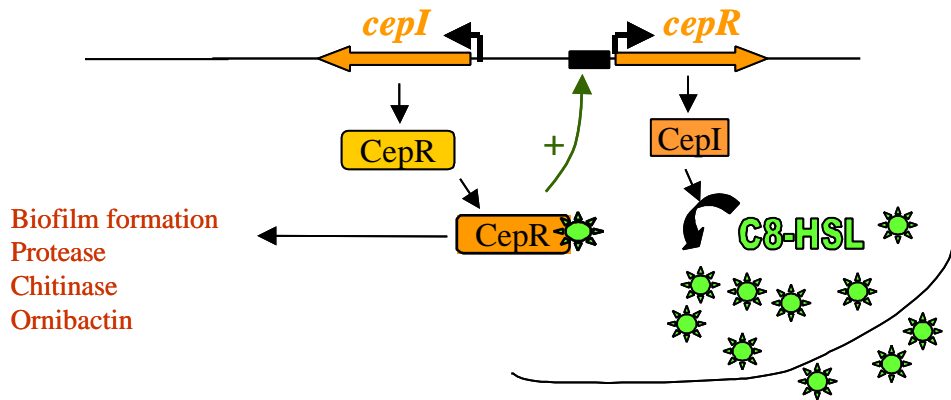 cepI
cepR
CepR
CepI
+
CepR
C8-HSL
Biofilm formation
Protease
Chitinase
Ornibactin